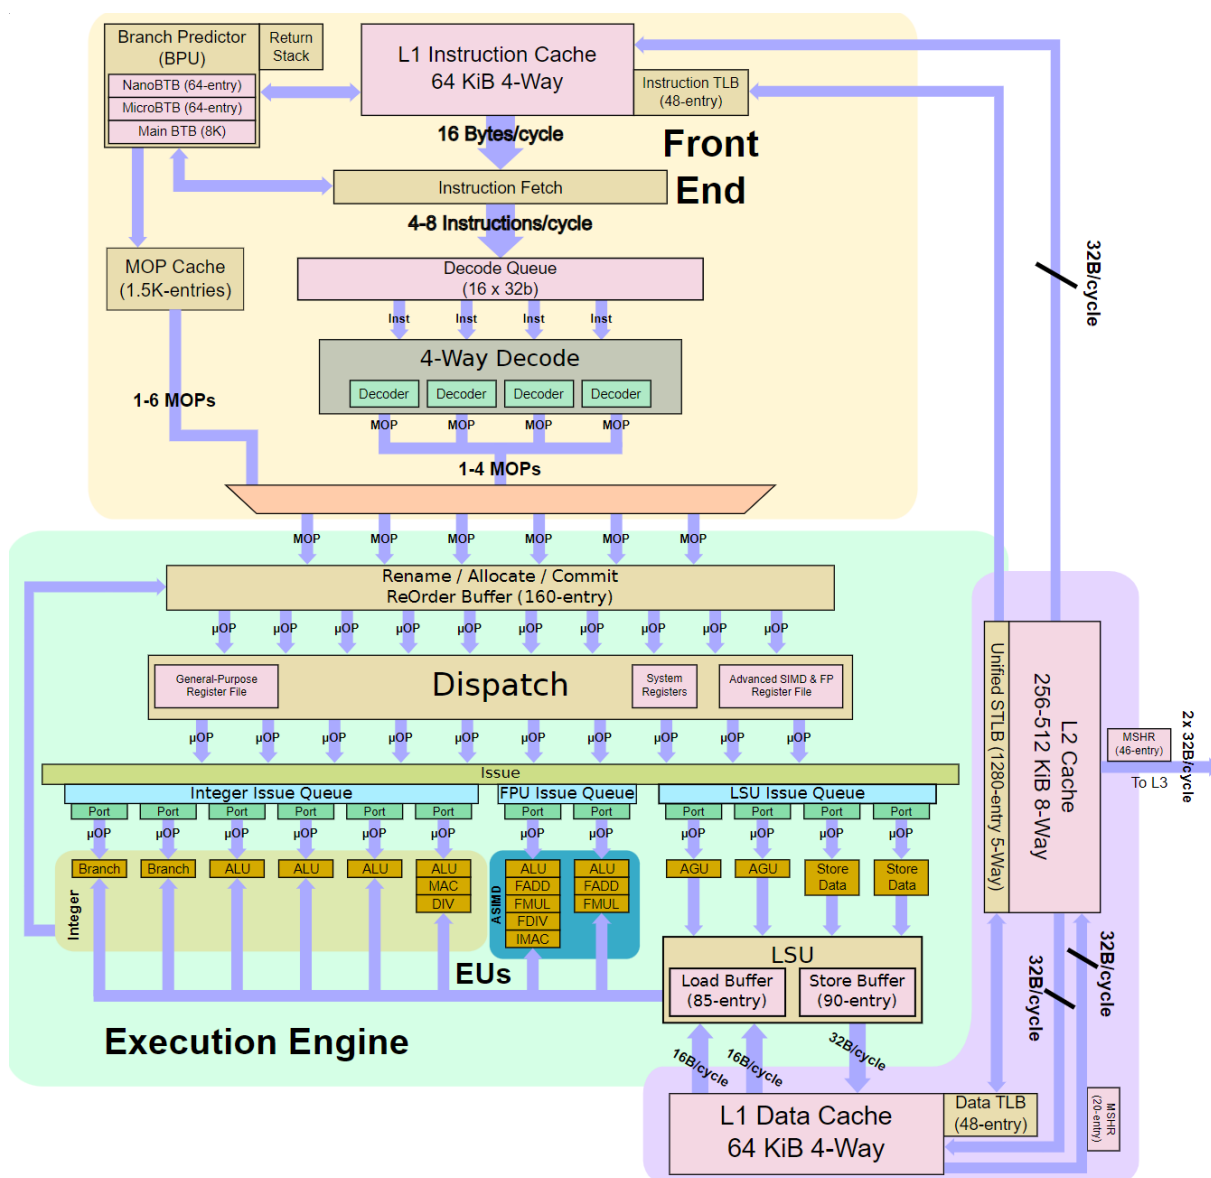 Branch Predictor
(BPU)
Return
Stack
NanoBTB (64-entry)
MicroBTB (64-entry)
Main BTB (8K)
L1 Instruction Cache
64 KiB 4-Way
Instruction TLB
(48-entry)
16 Bytes/cycle
Front
End
Instruction Fetch
4-8 Instructions/cycle
MOP Cache
(1.5K-entries)
Decode Queue
(16 x 32b)
Inst
Inst
Inst
Inst
4-Way Decode
Decoder
Decoder
Decoder
Decoder
MOP
MOP
MOP
MOP
1-6 MOPs
1-4 MOPs
32B/cycle
MOP
MOP
MOP
MOP
MOP
MOP
Rename / Allocate / Commit
ReOrder Buffer (160-entry)
µOP
µOP
µOP
µOP
µOP
µOP
µOP
µOP
µOP
µOP
General-Purpose
Register File
Dispatch
System
Registers
Advanced SIMD & FP
Register File
µOP
µOP
µOP
µOP
µOP
µOP
µOP
µOP
µOP
µOP
Issue
Integer Issue Queue
FPU Issue Queue
LSU Issue Queue
Port
Port
Port
Port
Port
Port
Port
Port
Port
Port
Port
Port
µOP
µOP
µOP
µOP
µOP
µOP
µOP
µOP
µOP
µOP
µOP
µOP
Integer
Branch
Branch
ALU
ALU
ALU
ALU
MAC
DIV
ASIMD
ALU
FADD
FMUL
FDIV
IMAC
ALU
FADD
FMUL
AGU
AGU
Store
Data
Store
Data
EUs
LSU
Load Buffer
(85-entry)
Store Buffer
(90-entry)
Execution Engine
16B/cycle
16B/cycle
32B/cycle
L1 Data Cache
64 KiB 4-Way
Data TLB
(48-entry)
MSHR
(20-entry)
32B/cycle
32B/cycle
Unified STLB (1280-entry 5-Way)
L2 Cache
256-512 KiB 8-Way
MSHR
(46-entry)
To L3
2x 32B/cycle